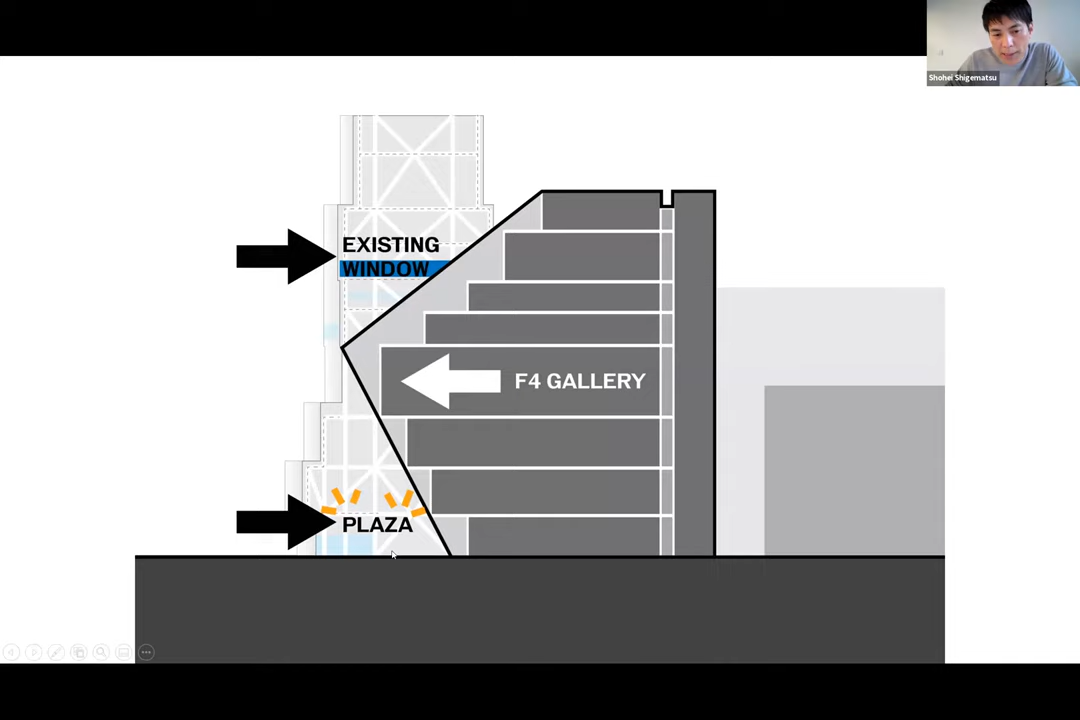 Shohei Shigematsu
EXISTING
WINDOW
F4 GALLERY
PLAZA